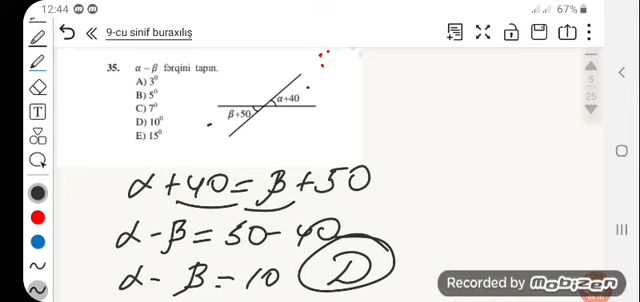 12:44 67%
9-cu sinif buraxılış
35. α – β fərqini tapın.
A) 3⁰
B) 5⁰
C) 7⁰
D) 10⁰
E) 15⁰
α+40
β+50
5
25
T
α + 40 = β + 50
α - β = 50 - 40
α - β = 10 D
Recorded by mobizen